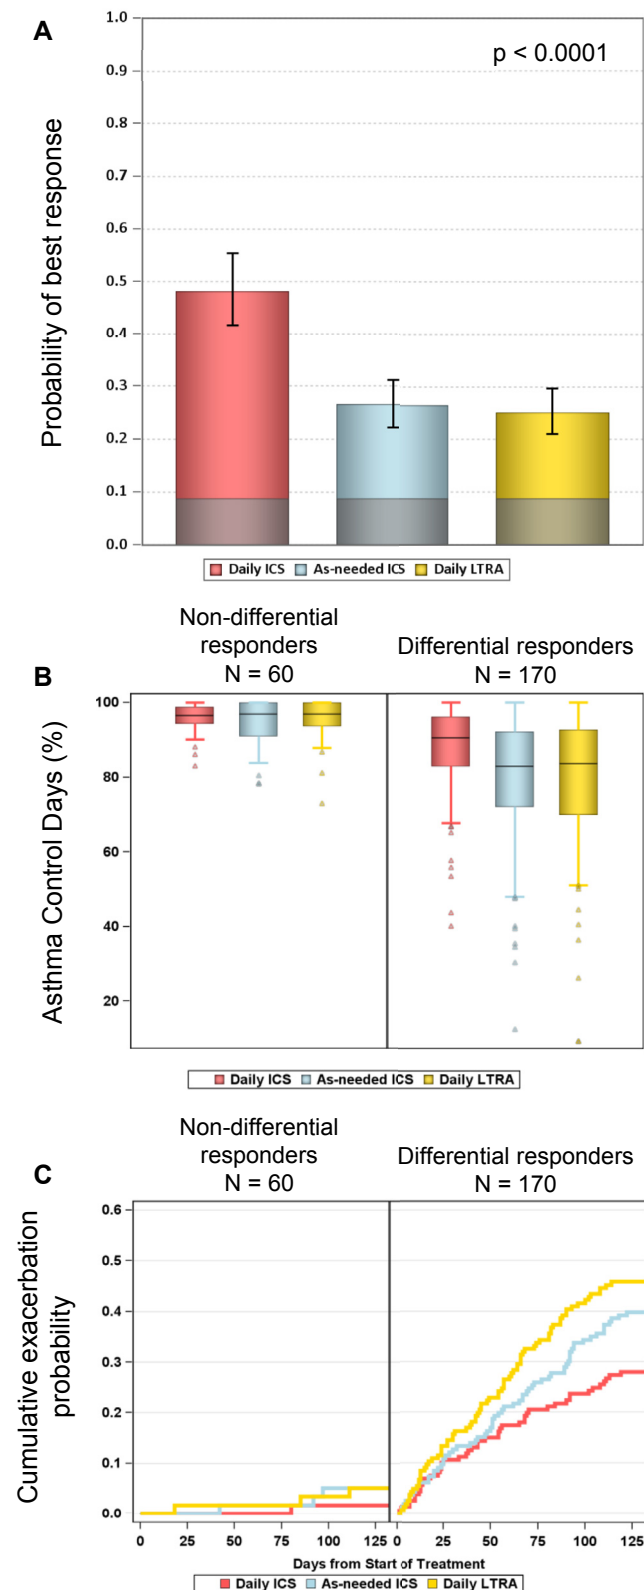 A
p < 0.0001
Probability of best response
1.0
0.9
0.8
0.7
0.6
0.5
0.4
0.3
0.2
0.1
0.0
Daily ICS As-needed ICS Daily LTRA
B
Non-differential
responders
N = 60
Differential responders
N = 170
Asthma Control Days (%)
100
80
60
40
20
Daily ICS As-needed ICS Daily LTRA
C
Non-differential
responders
N = 60
Differential responders
N = 170
Cumulative exacerbation
probability
0.6
0.5
0.4
0.3
0.2
0.1
0.0
0 25 50 75 100 125 0 25 50 75 100 125
Days from Start of Treatment
Daily ICS As-needed ICS Daily LTRA